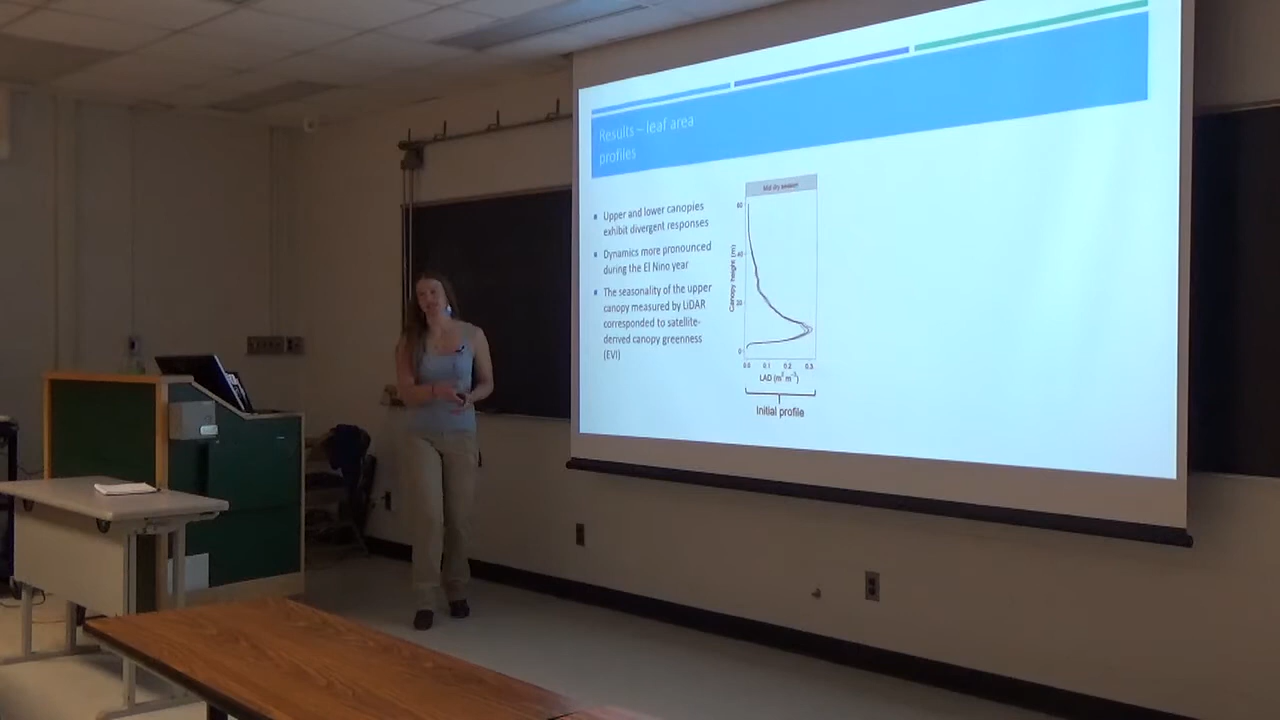 Results – leaf area
profiles
Upper and lower canopies
exhibit divergent responses
Dynamics more pronounced
during the El Nino year
The seasonality of the upper
canopy measured by LiDAR
corresponded to satellite-
derived canopy greenness
(EVI)
Mid dry season
60
40
20
0
Canopy height (m)
0.0 0.1 0.2 0.3
LAD (m² m⁻³)
Initial profile